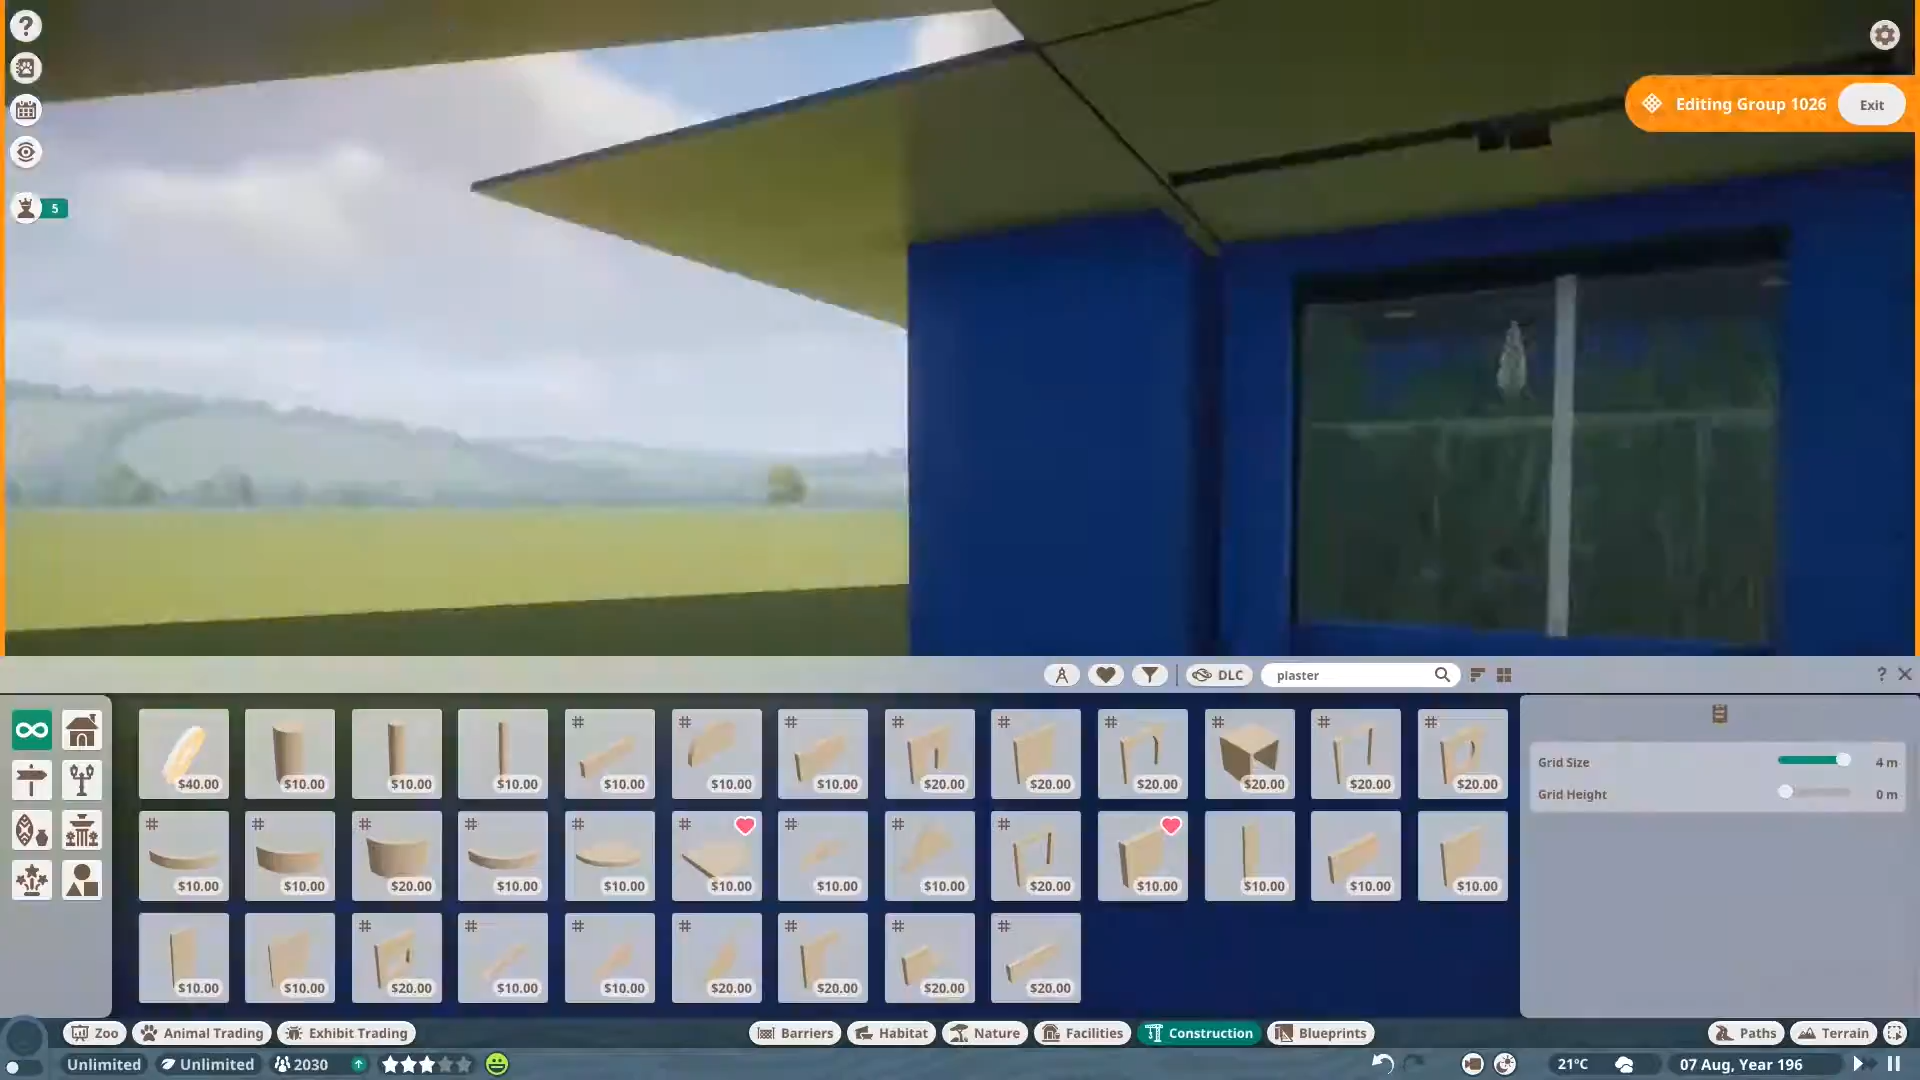 ?
Editing Group 1026
Exit
5
DLC
plaster
?
$40.00
$10.00
$10.00
$10.00
$10.00
$10.00
$10.00
$20.00
$20.00
$20.00
$20.00
$20.00
$20.00
Grid Size
4 m
Grid Height
0 m
$10.00
$10.00
$20.00
$10.00
$10.00
$10.00
$10.00
$10.00
$20.00
$10.00
$10.00
$10.00
$10.00
$10.00
$10.00
$20.00
$10.00
$10.00
$20.00
$20.00
$20.00
$20.00
Zoo
Animal Trading
Exhibit Trading
Barriers
Habitat
Nature
Facilities
Construction
Blueprints
Paths
Terrain
Unlimited
Unlimited
2030
21°C
07 Aug, Year 196